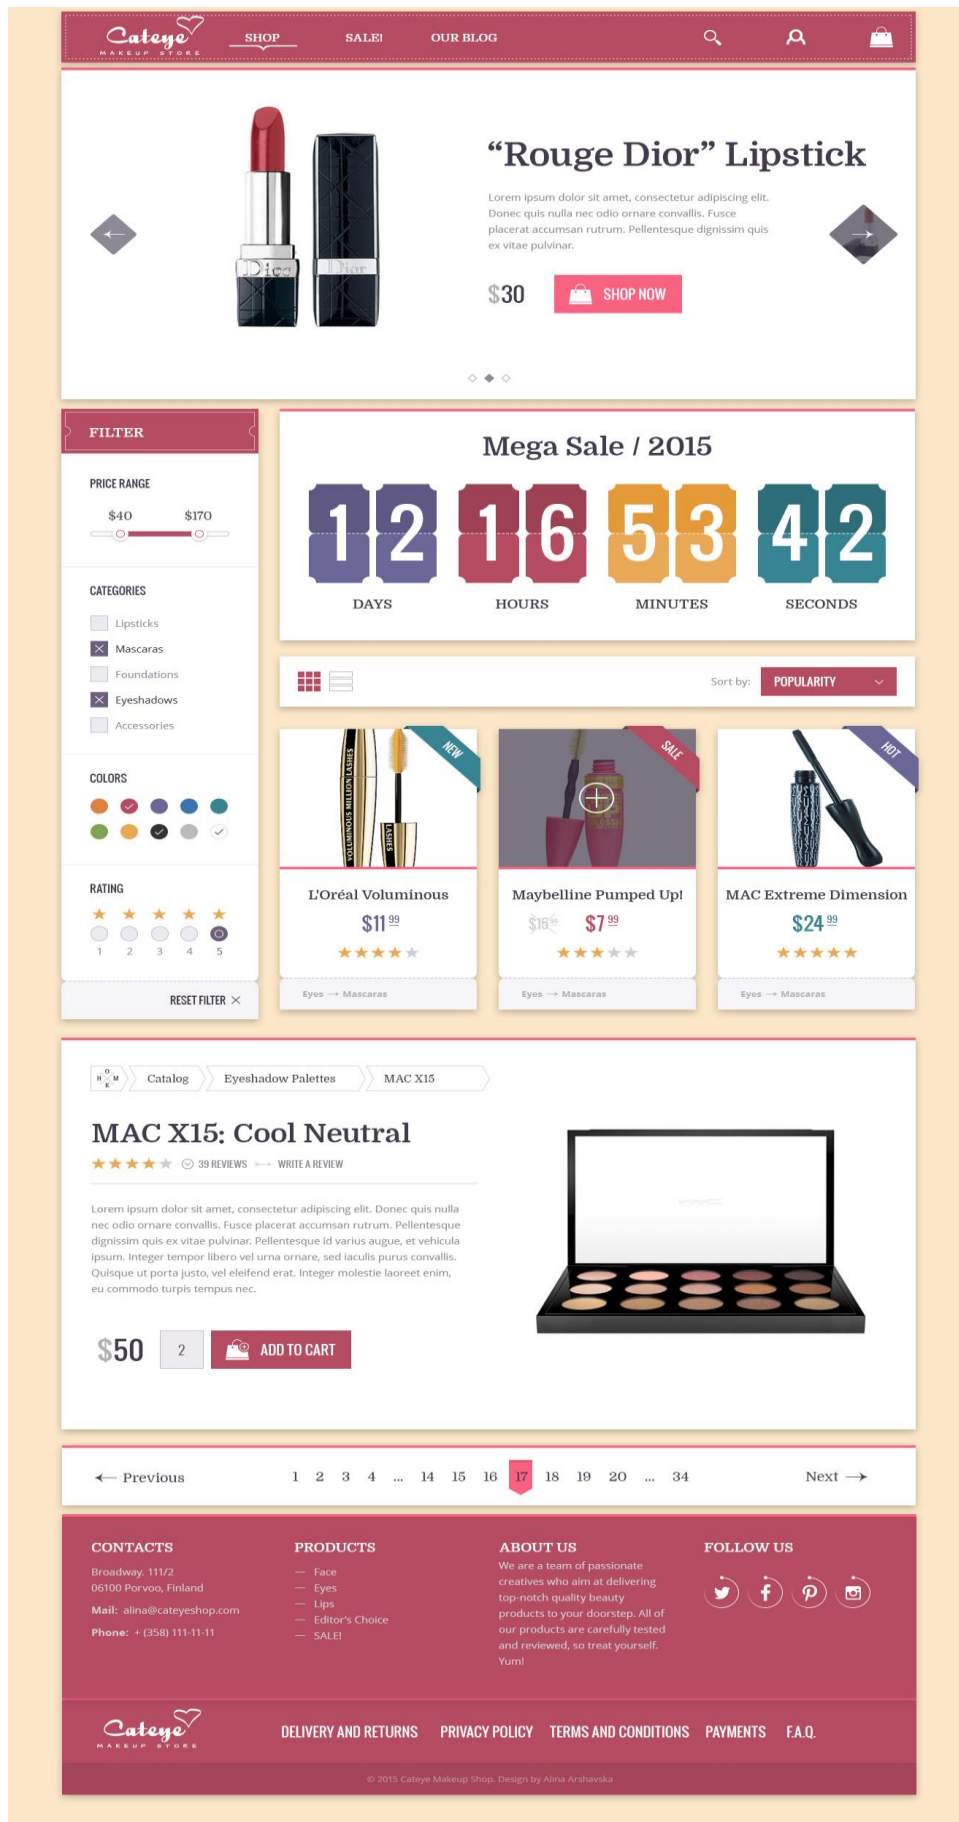 Cateye
MAKEUP STORE
SHOP
SALE!
OUR BLOG
“Rouge Dior” Lipstick
Lorem ipsum dolor sit amet, consectetur adipiscing elit.
Donec quis nulla nec odio ornare convallis. Fusce
placerat accumsan rutrum. Pellentesque dignissim quis
ex vitae pulvinar.
Dior
$30
SHOP NOW
FILTER
PRICE RANGE
$40 $170
CATEGORIES
Lipsticks
Mascaras
Foundations
Eyeshadows
Accessories
COLORS
RATING
1 2 3 4 5
RESET FILTER
Mega Sale / 2015
12 16 53 42
DAYS HOURS MINUTES SECONDS
Sort by: POPULARITY
VOLUMINOUS MILLION LASHES
LASHES
NEW
L'Oréal Voluminous
$11 99
Eyes → Mascaras
SALE
Maybelline Pumped Up!
$7 99
Eyes → Mascaras
HOT
MAC Extreme Dimension
$24 99
Eyes → Mascaras
HOME
Catalog
Eyeshadow Palettes
MAC X15
MAC X15: Cool Neutral
39 REVIEWS
WRITE A REVIEW
Lorem ipsum dolor sit amet, consectetur adipiscing elit. Donec quis nulla
nec odio ornare convallis. Fusce placerat accumsan rutrum. Pellentesque
dignissim quis ex vitae pulvinar. Pellentesque id varius augue, et vehicula
ipsum. Integer tempor libero vel urna ornare, sed iaculis purus convallis.
Quisque ut porta justo, vel eleifend erat. Integer molestie laoreet enim,
eu commodo turpis tempus nec.
$50
2
ADD TO CART
← Previous
1 2 3 4 ... 14 15 16 17 18 19 20 ... 34
Next →
CONTACTS
Broadway. 111/2
06100 Porvoo, Finland
Mail: alina@cateyeshop.com
Phone: + (358) 111-11-11
PRODUCTS
— Face
— Eyes
— Lips
— Editor's Choice
— SALE!
ABOUT US
We are a team of passionate
creatives who aim at delivering
top-notch quality beauty
products to your doorstep. All of
our products are carefully tested
and reviewed, so treat yourself.
Yum!
FOLLOW US
Cateye
MAKEUP STORE
DELIVERY AND RETURNS
PRIVACY POLICY
TERMS AND CONDITIONS
PAYMENTS
F.A.Q.
© 2015 Cateye Makeup Shop. Design by Alina Arshavska